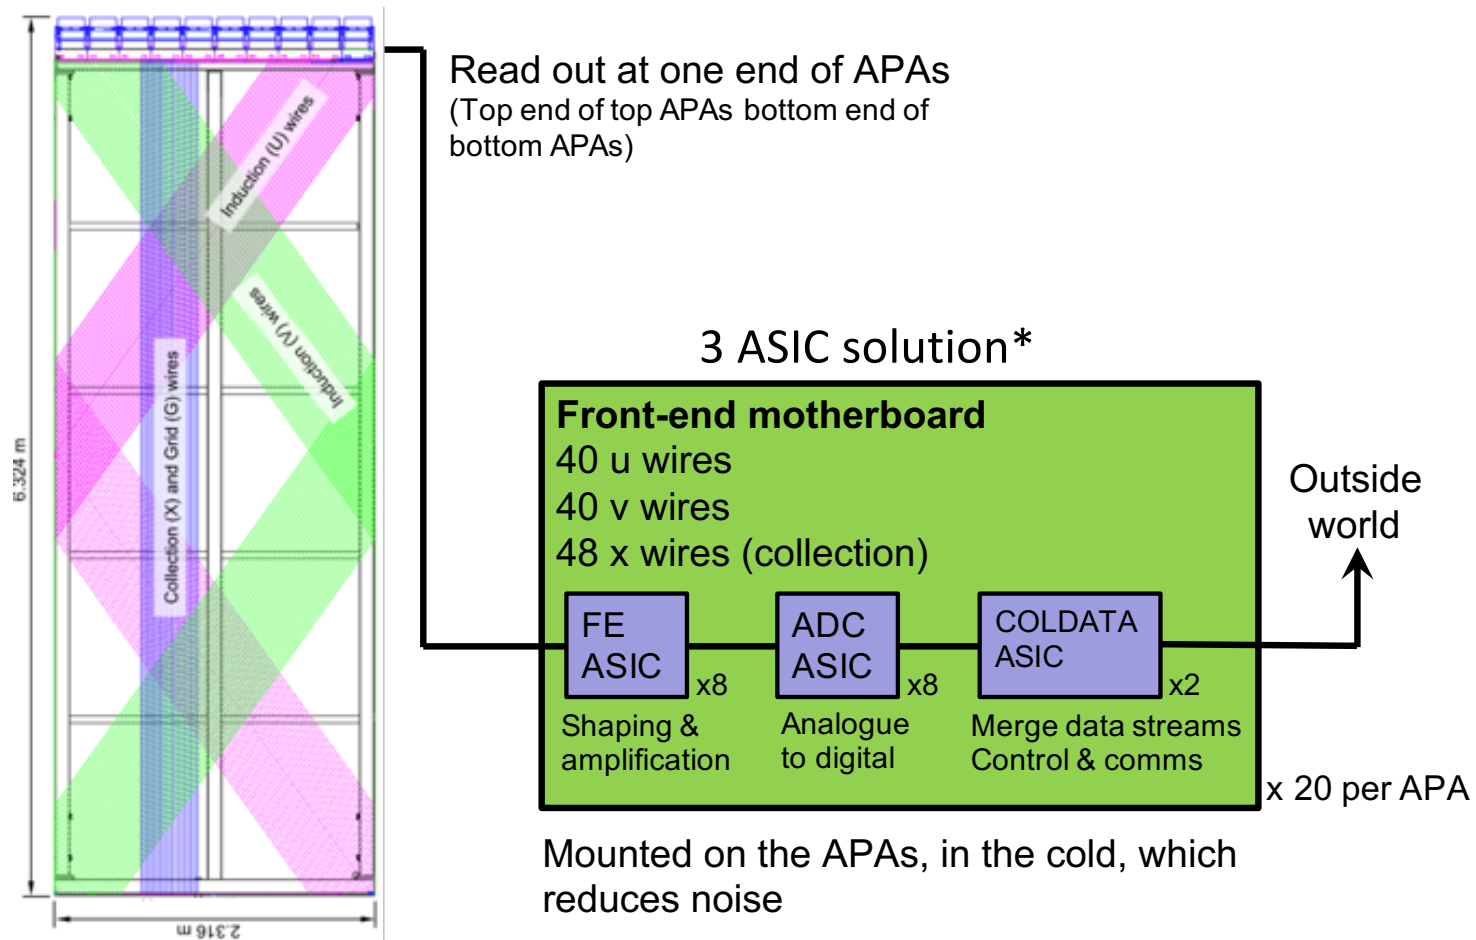 Read out at one end of APAs
(Top end of top APAs bottom end of
bottom APAs)
Induction (U) wires
Induction (V) wires
Collection (X) and Grid (G) wires
6.324 m
2.316 m
3 ASIC solution*
Front-end motherboard
40 u wires
40 v wires
48 x wires (collection)
FE
ASIC
x8
Shaping &
amplification
ADC
ASIC
x8
Analogue
to digital
COLDATA
ASIC
x2
Merge data streams
Control & comms
Outside
world
x 20 per APA
Mounted on the APAs, in the cold, which
reduces noise